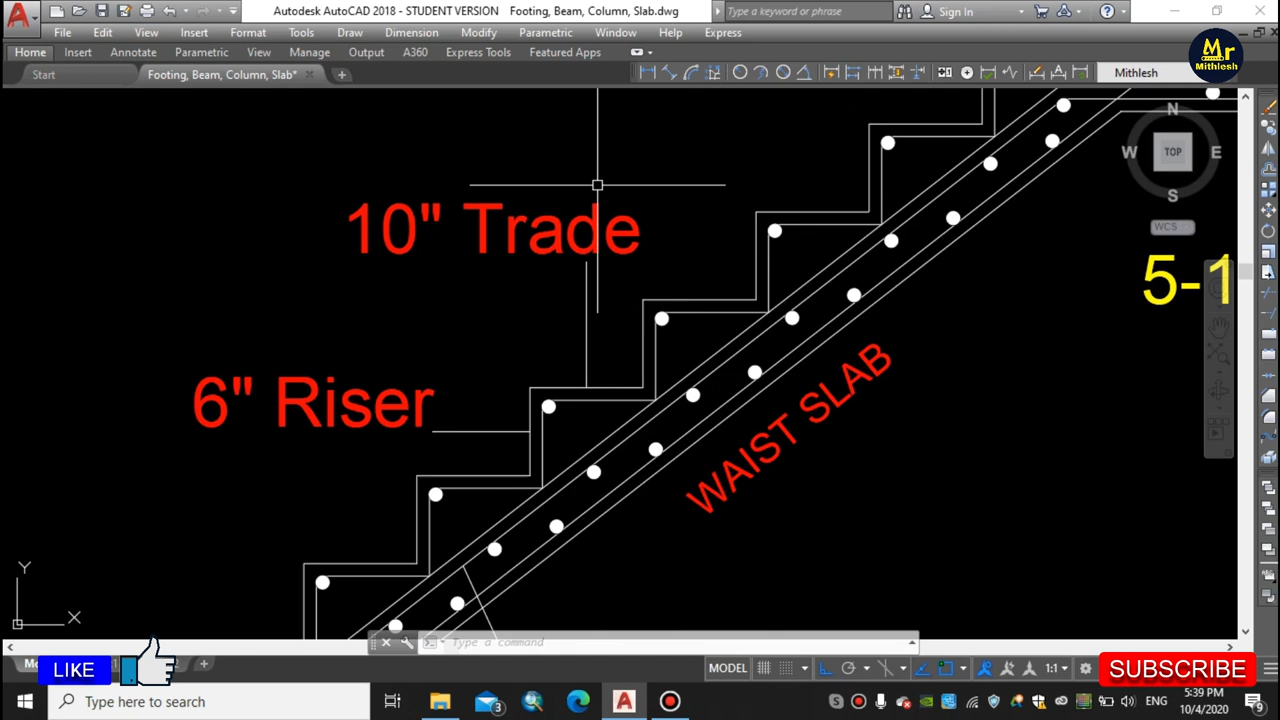 Autodesk AutoCAD 2018 - STUDENT VERSION Footing, Beam, Column, Slab.dwg
Type a keyword or phrase
Sign In
File Edit View Insert Format Tools Draw Dimension Modify Parametric Window Help Express
Home Insert Annotate Parametric View Manage Output A360 Express Tools Featured Apps
Mr
Mithlesh
Start
Footing, Beam, Column, Slab*
Mithlesh
N
W TOP E
S
WCS
10" Trade
5-1
6" Riser
WAIST SLAB
Y
X
Type a command
LIKE
MODEL
1:1
SUBSCRIBE
Type here to search
3
ENG
5:39 PM
10/4/2020
9